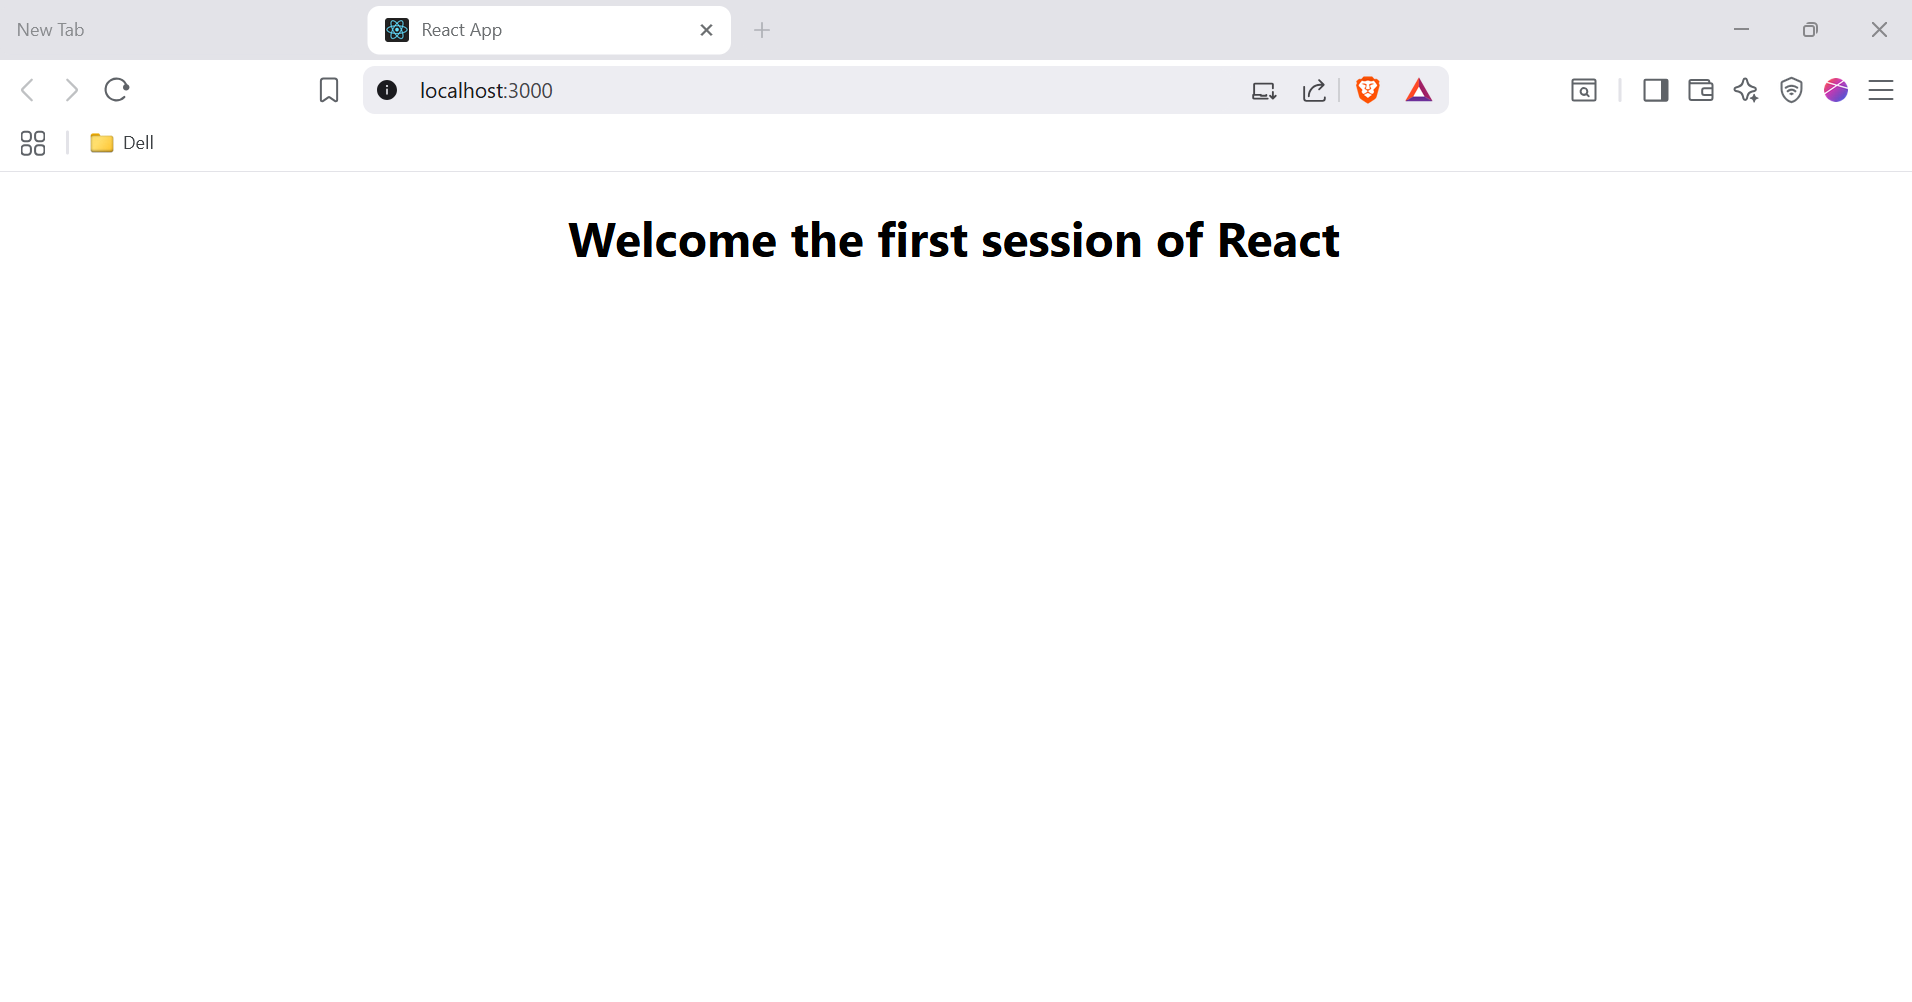 New Tab
React App
localhost:3000
Dell
Welcome the first session of React